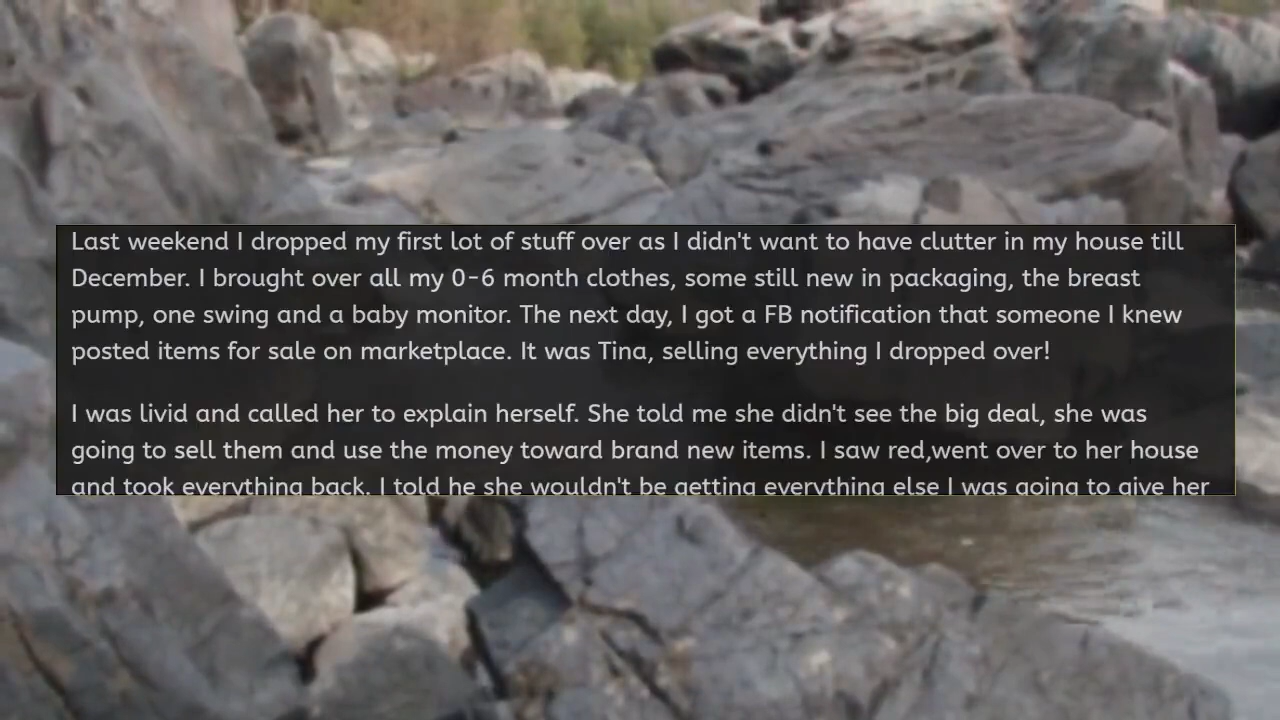 Last weekend I dropped my first lot of stuff over as I didn't want to have clutter in my house till
December. I brought over all my 0-6 month clothes, some still new in packaging, the breast
pump, one swing and a baby monitor. The next day, I got a FB notification that someone I knew
posted items for sale on marketplace. It was Tina, selling everything I dropped over!
I was livid and called her to explain herself. She told me she didn't see the big deal, she was
going to sell them and use the money toward brand new items. I saw red,went over to her house
and took everything back. I told he she wouldn't be getting everything else I was going to give her